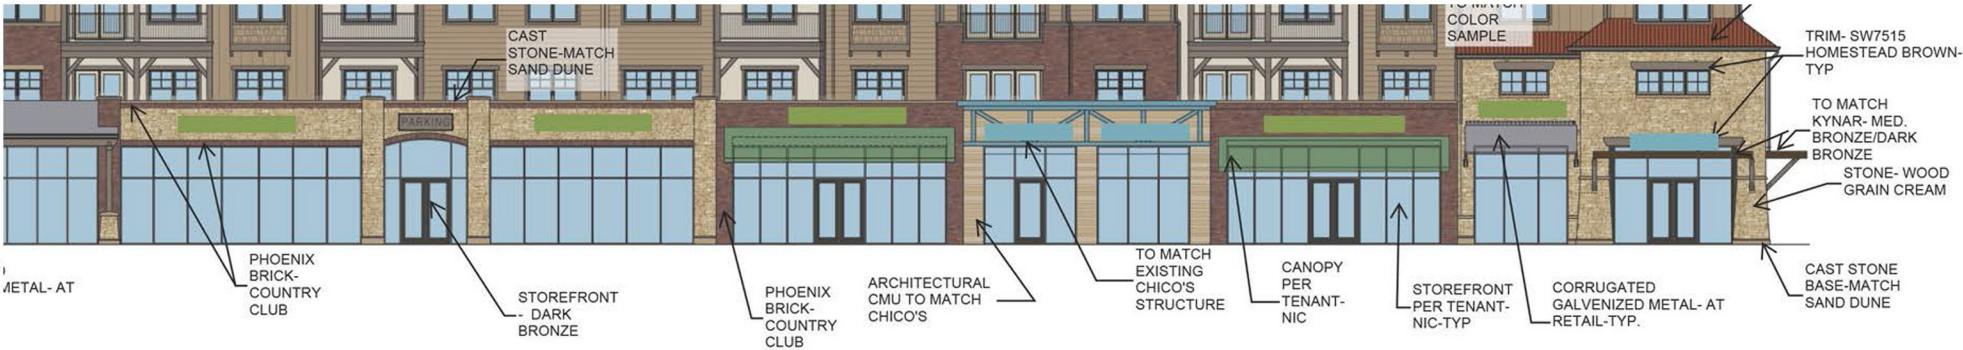 CAST
STONE-MATCH
SAND DUNE
COLOR
SAMPLE
TRIM- SW7515
HOMESTEAD BROWN-
TYP
PARKING
TO MATCH
KYNAR- MED.
BRONZE/DARK
BRONZE
STONE- WOOD
GRAIN CREAM
METAL- AT
PHOENIX
BRICK-
COUNTRY
CLUB
STOREFRONT
- DARK
BRONZE
PHOENIX
BRICK-
COUNTRY
CLUB
ARCHITECTURAL
CMU TO MATCH
CHICO'S
TO MATCH
EXISTING
CHICO'S
STRUCTURE
CANOPY
PER
TENANT-
NIC
STOREFRONT
PER TENANT-
NIC-TYP
CORRUGATED
GALVENIZED METAL- AT
RETAIL-TYP.
CAST STONE
BASE-MATCH
SAND DUNE